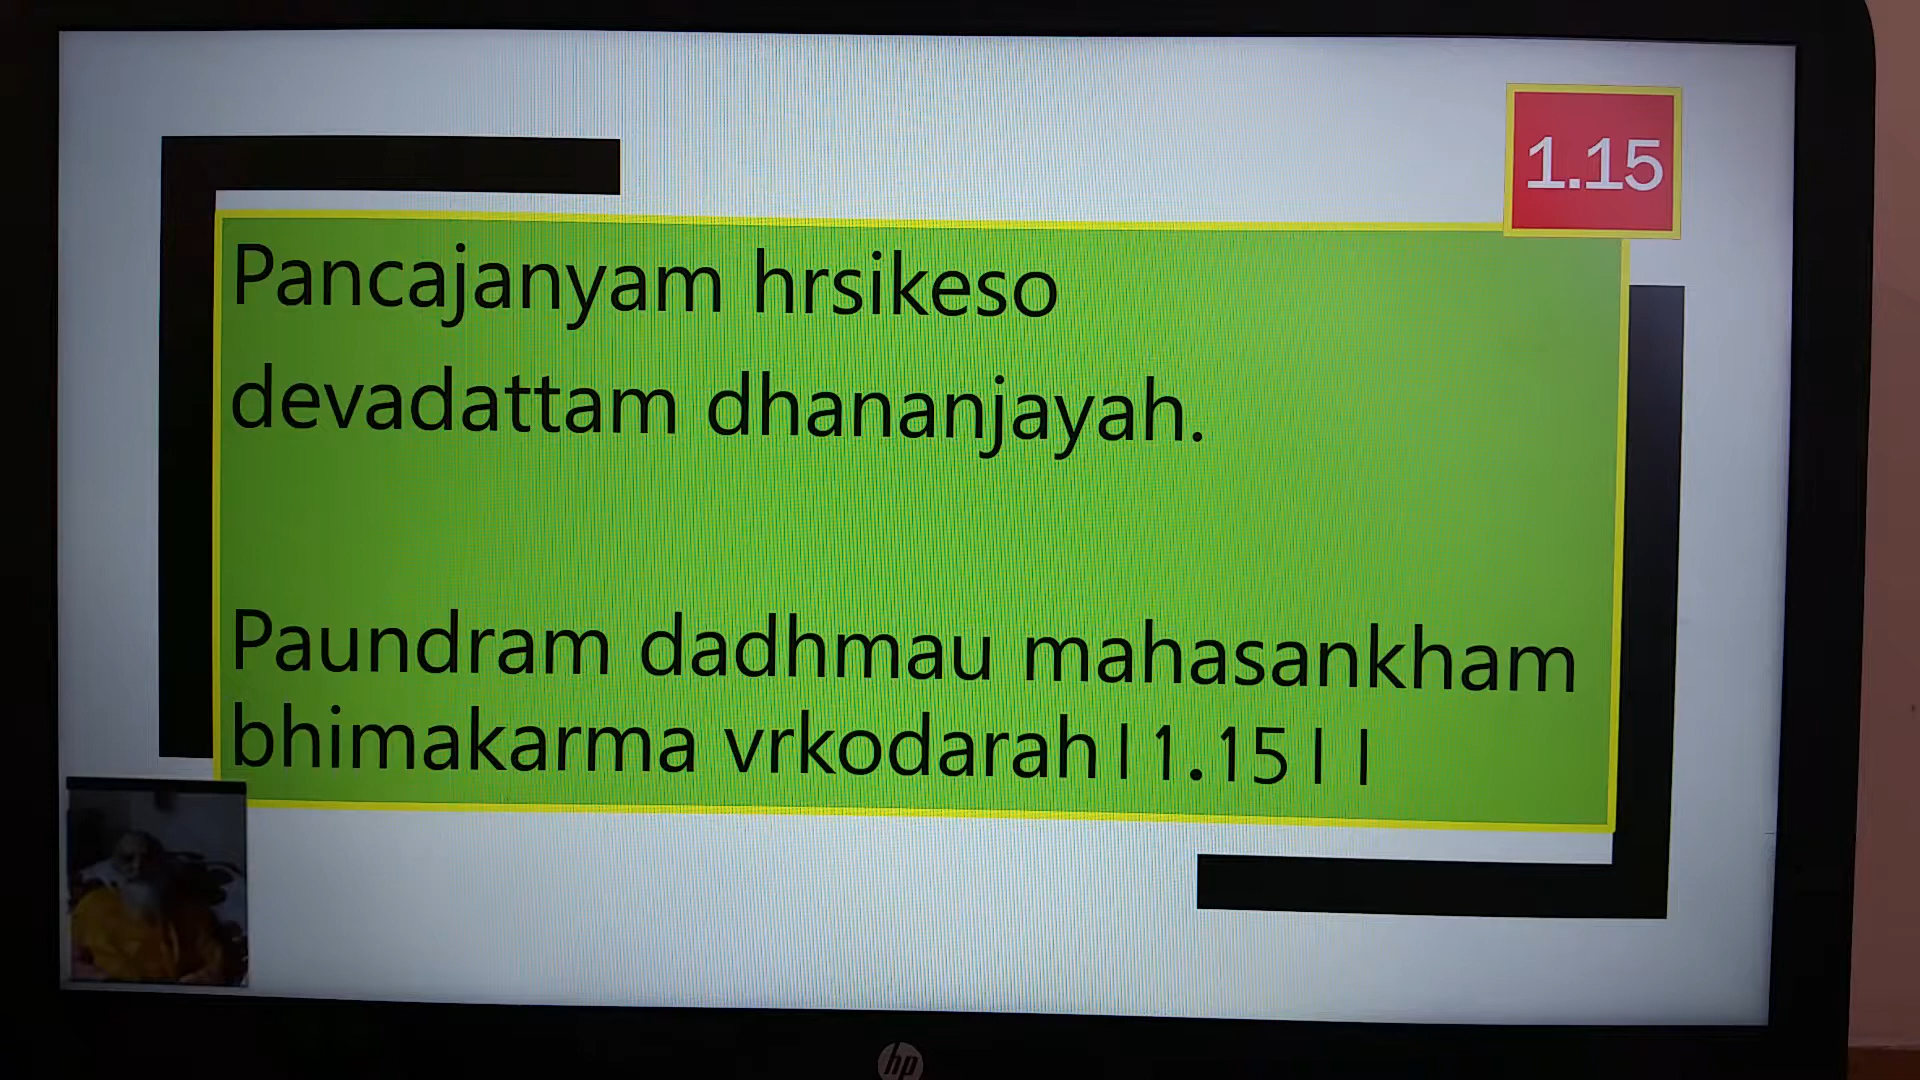 1.15
Pancajanyam hrsikeso
devadattam dhananjayah.
Paundram dadhmau mahasankham
bhimakarma vrkodarah|1.15||
hp